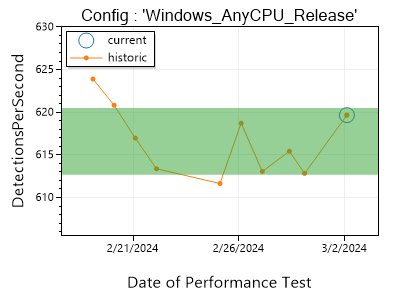 Config : 'Windows_AnyCPU_Release'
630
625
620
615
610
current
historic
DetectionsPerSecond
2/21/2024
2/26/2024
3/2/2024
Date of Performance Test